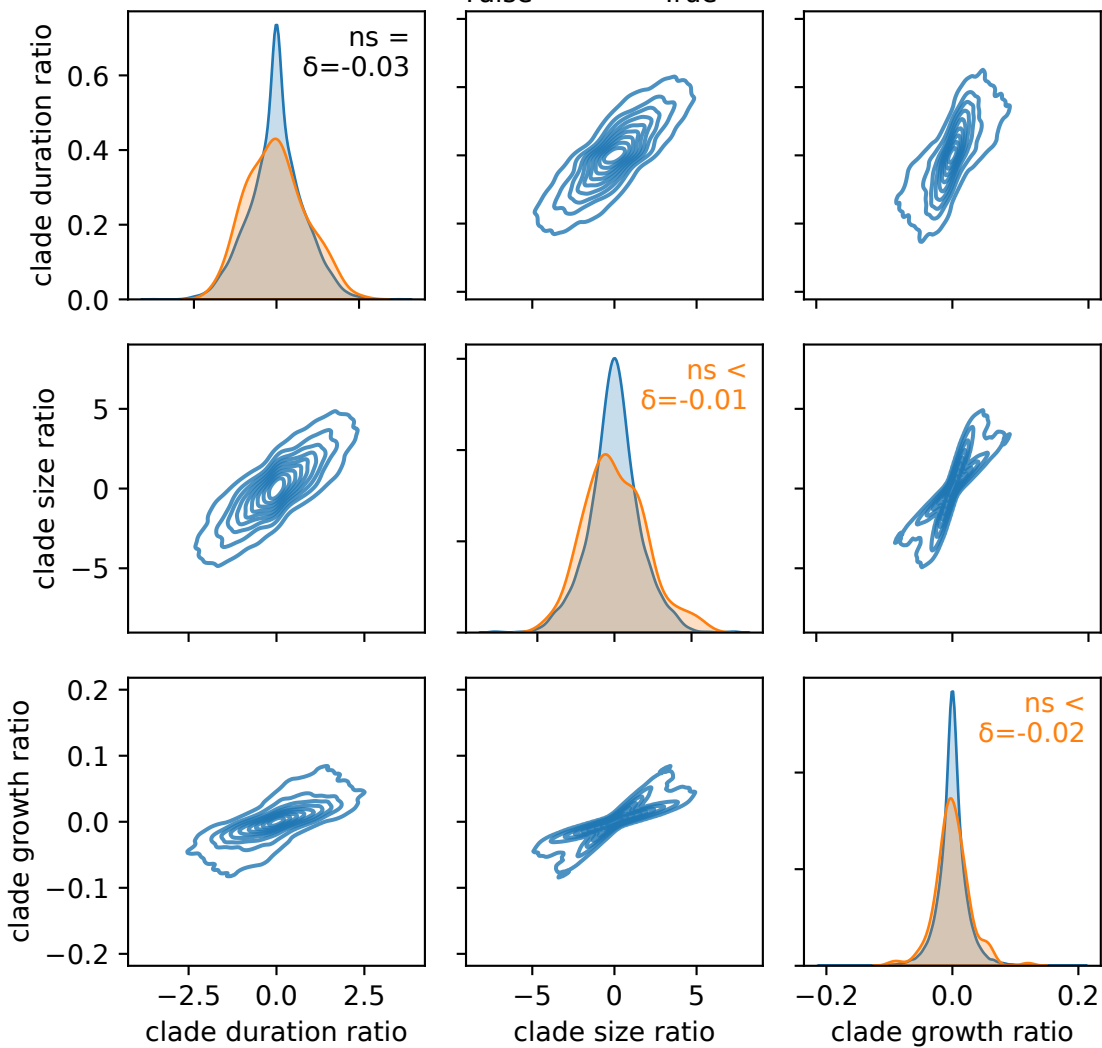 ns =
δ=-0.03
clade duration ratio
0.6
0.4
0.2
0.0
ns <
δ=-0.01
clade size ratio
5
0
−5
ns <
δ=-0.02
clade growth ratio
0.2
0.1
0.0
−0.1
−0.2
−2.5 0.0 2.5
−5 0 5
−0.2 0.0 0.2
clade duration ratio
clade size ratio
clade growth ratio